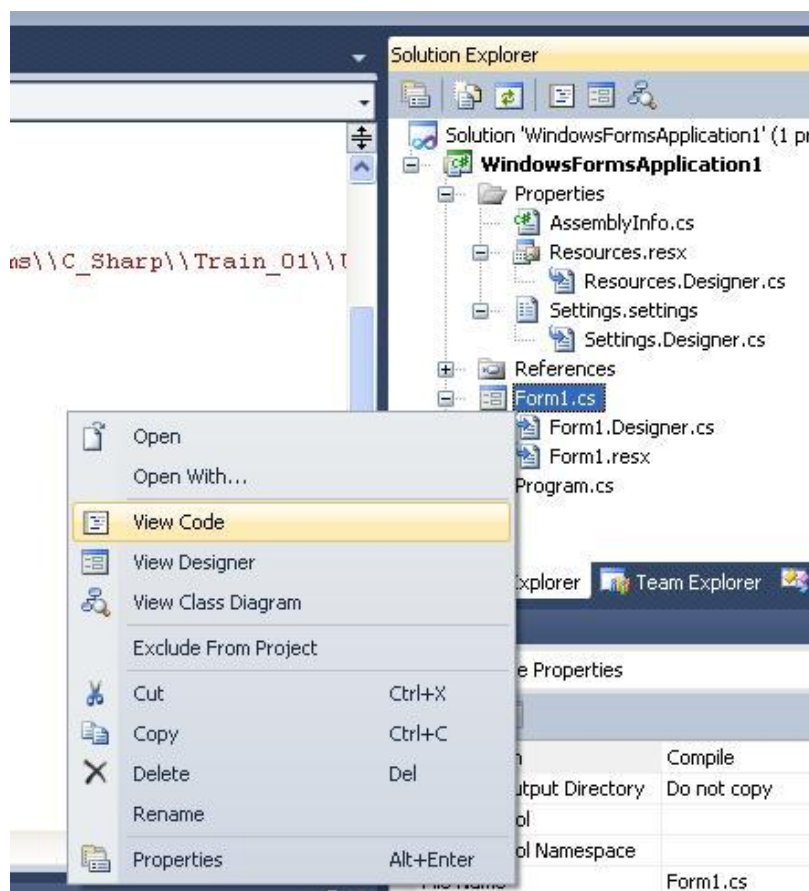 Solution Explorer
Solution 'WindowsFormsApplication1' (1 pr
WindowsFormsApplication1
Properties
AssemblyInfo.cs
Resources.resx
Resources.Designer.cs
Settings.settings
Settings.Designer.cs
References
Form1.cs
Form1.Designer.cs
Form1.resx
Program.cs
ms\\C_Sharp\\Train_01\\U
Open
Open With...
View Code
View Designer
View Class Diagram
Exclude From Project
Cut Ctrl+X
Copy Ctrl+C
Delete Del
Rename
Properties Alt+Enter
Explorer Team Explorer
e Properties
Compile
utput Directory Do not copy
ol
ol Namespace
File Name Form1.cs